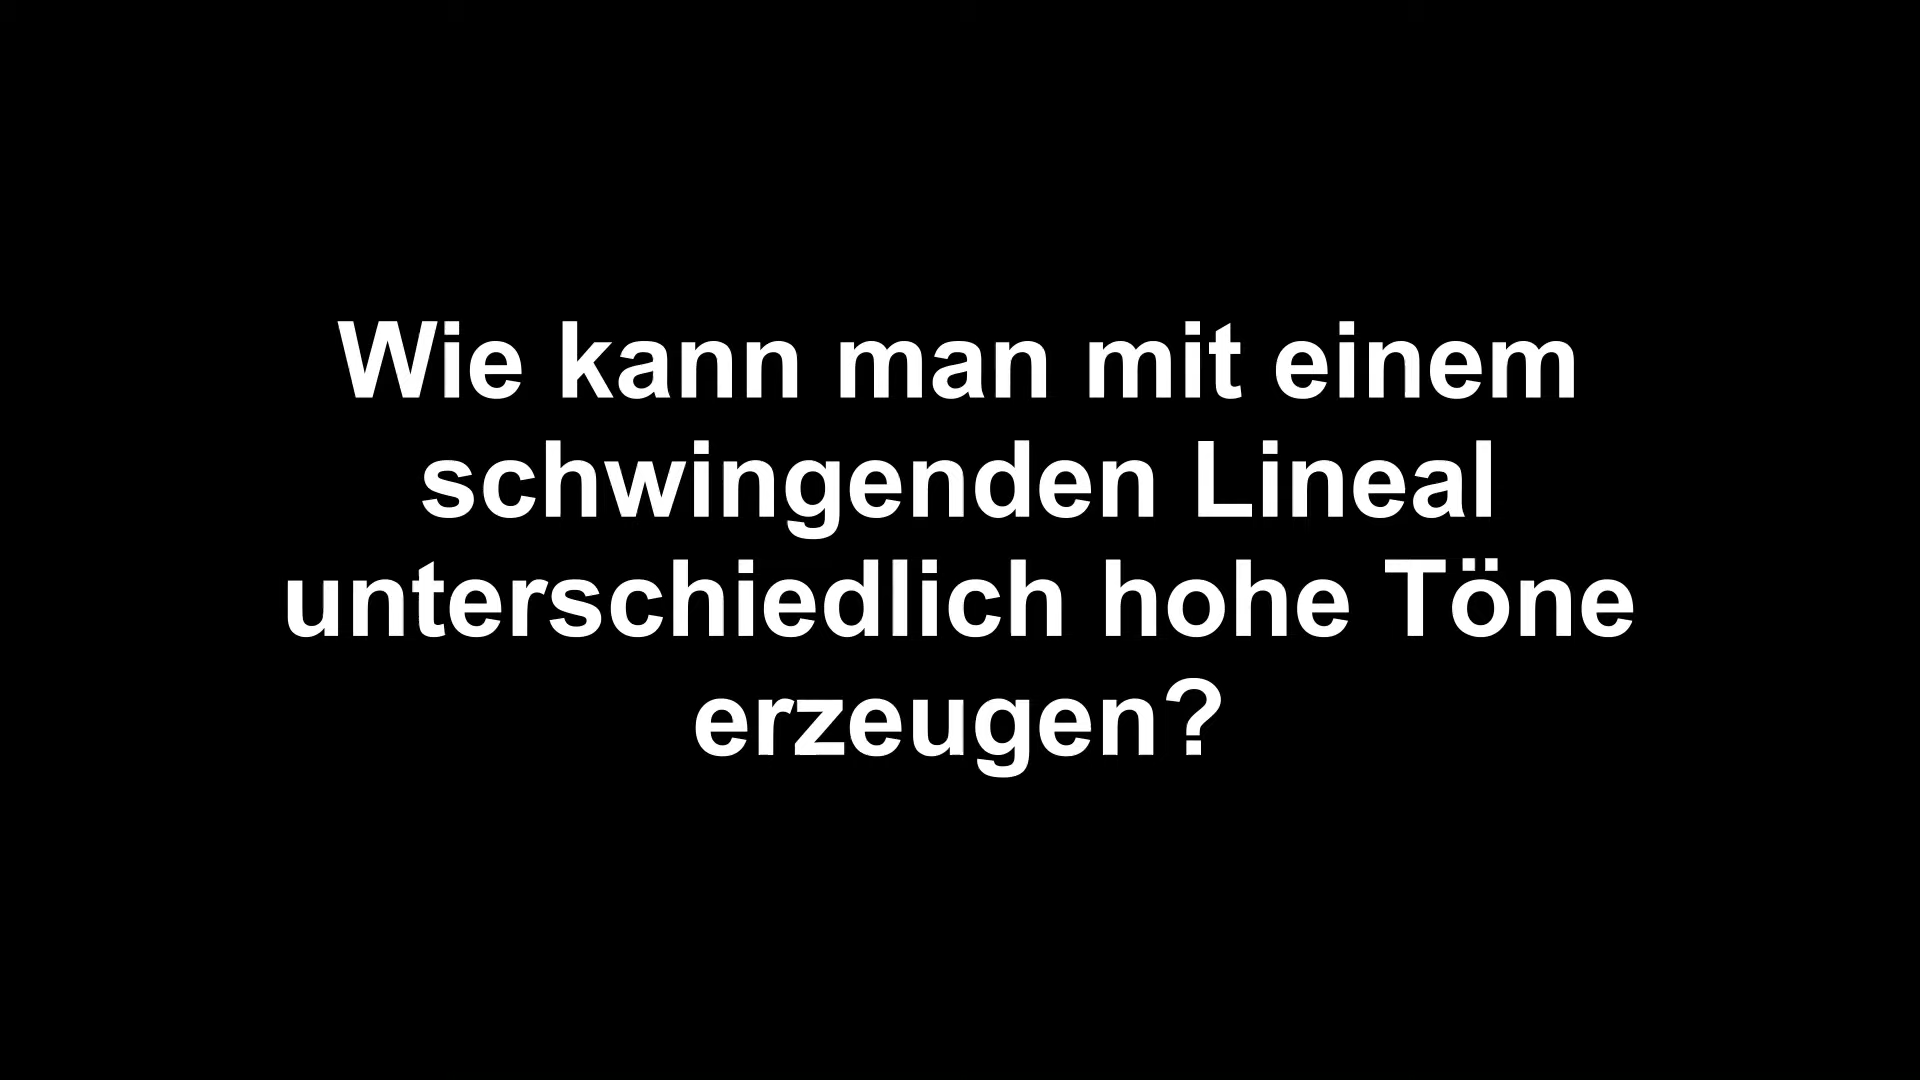 Wie kann man mit einem
schwingenden Lineal
unterschiedlich hohe Töne
erzeugen?